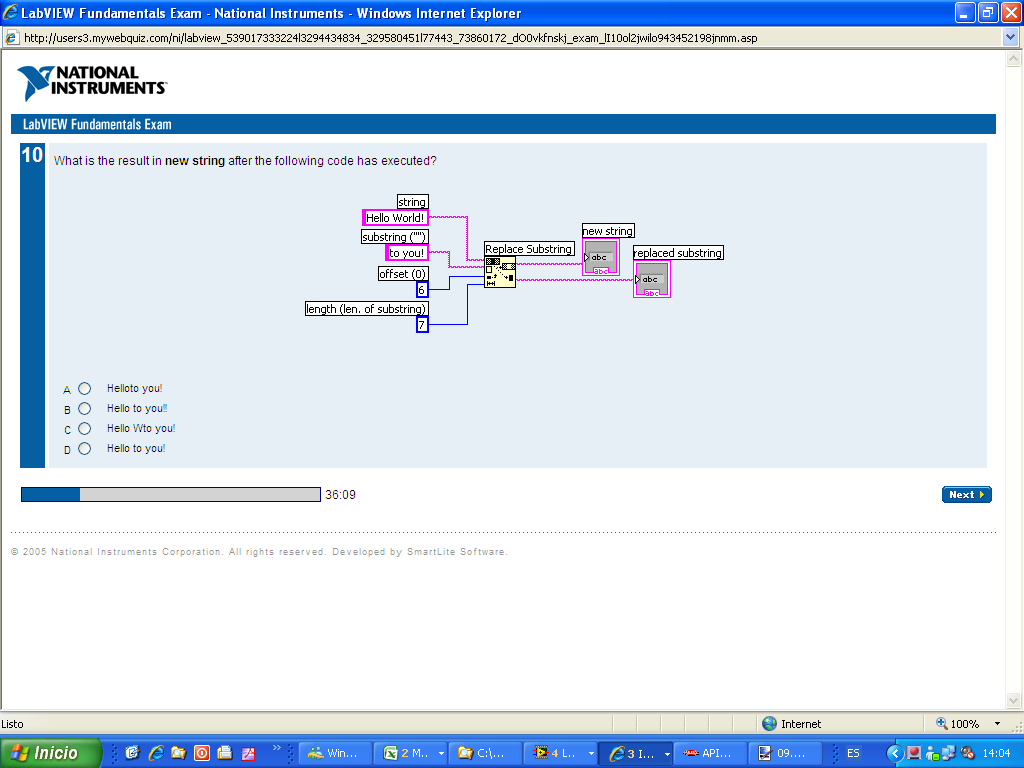 LabVIEW Fundamentals Exam - National Instruments - Windows Internet Explorer
http://users3.mywebquiz.com/ni/labview_539017333224l3294434834_329580451l77443_73860172_dO0vkfnskj_exam_lI10ol2jwilo943452198jnmm.asp
NATIONAL
INSTRUMENTS
LabVIEW Fundamentals Exam
10 What is the result in new string after the following code has executed?
string
Hello World!
substring ("")
to you!
offset (0)
6
length (len. of substring)
7
Replace Substring
new string
abc
abc
replaced substring
abc
abc
A Helloto you!
B Hello to you!!
C Hello Wto you!
D Hello to you!
36:09
Next
© 2005 National Instruments Corporation. All rights reserved. Developed by SmartLite Software.
Listo Internet 100%
Inicio Win... 2 M... C:\... 4 L... 3 I... API... 09.... ES 14:04